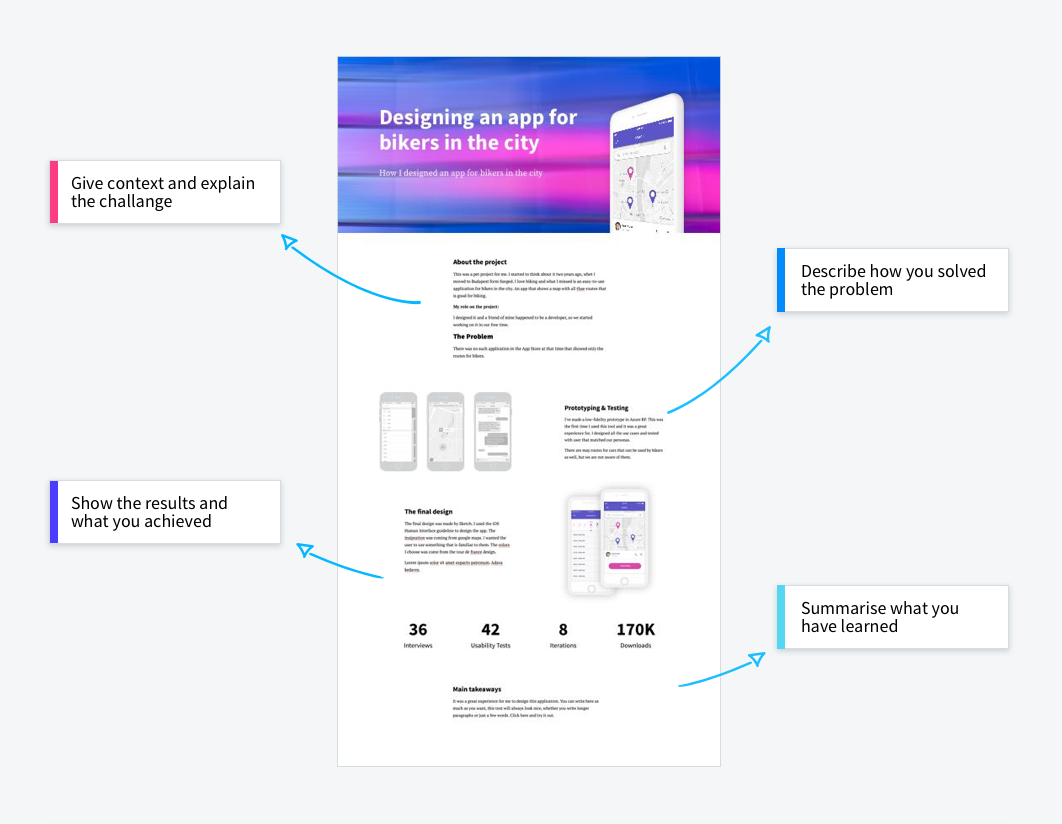 Designing an app for
bikers in the city
How I designed an app for bikers in the city
Give context and explain
the challange
About the project
This was a pet project for me. I started to think about it two years ago, whet I
moved to Budapest form Szeged. I love biking and what I missed is an easy-to-use
application for bikers in the city. An app that shows a map with all thse routes that
is good for biking.
My role on the project:
I designed it and a friend of mine happened to be a developer, so we started
working on it in our free time.
The Problem
There was no such application in the App Store at that time that showed only the
routes for bikers.
Describe how you solved
the problem
Prototyping & Testing
I've made a low-fidelity prototype in Axure RP. This was
the first time I used this tool and it was a great
experience for. I designed all the use cases and tested
with user that matched our personas.
There are may routes for cars that can be used by bikers
as well, but we are not aware of them.
Show the results and
what you achieved
The final design
The final design was made by Sketch. I used the iOS
Human Interface guideline to design the app. The
inspiration was coming from google maps. I wanted the
user to use something that is familiar to them. The colors
I choose was come from the tour de france design.
Lorem ipsum color sit amet expacto patronum. Adava
kedavra.
36
Interviews
42
Usability Tests
8
Iterations
170K
Downloads
Summarise what you
have learned
Main takeaways
It was a great experience for me to design this application. You can write here as
much as you want, this text will always look nice, whether you write longer
paragraphs or just a few words. Click here and try it out.